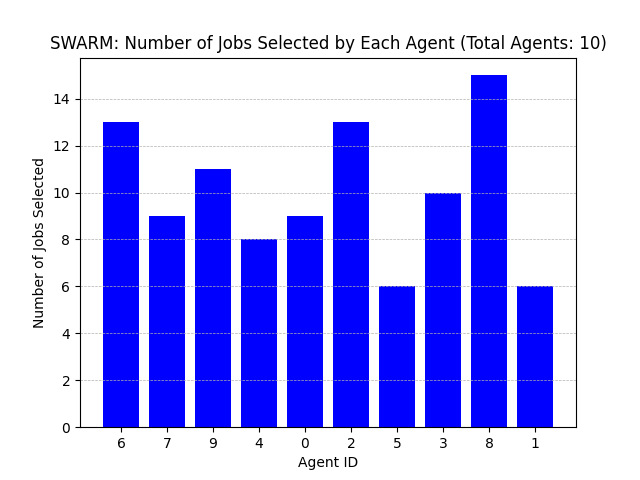 SWARM: Number of Jobs Selected by Each Agent (Total Agents: 10)
Number of Jobs Selected
14
12
10
8
6
4
2
0
6 7 9 4 0 2 5 3 8 1
Agent ID